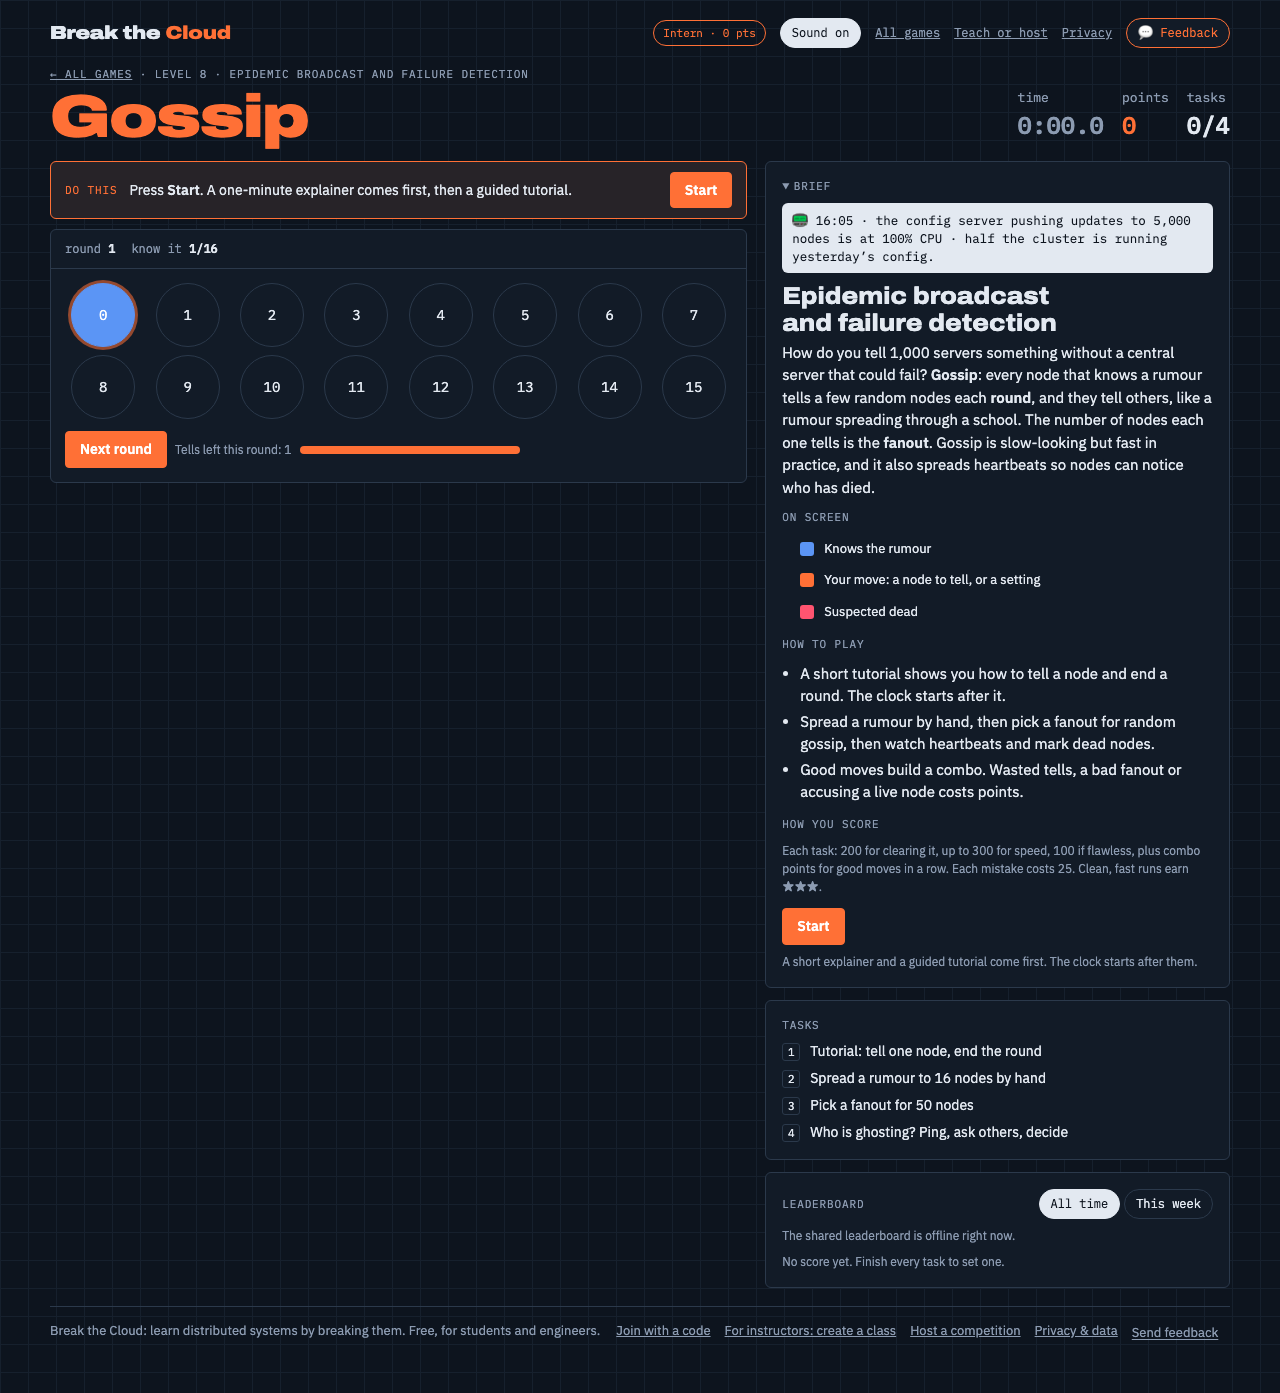 Break the Cloud
Intern · 0 pts
Sound on
All games
Teach or host
Privacy
💬 Feedback
← ALL GAMES · LEVEL 8 · EPIDEMIC BROADCAST AND FAILURE DETECTION
Gossip
time
points
tasks
0:00.0
0
0/4
DO THIS
Press Start. A one-minute explainer comes first, then a guided tutorial.
Start
round 1 know it 1/16
0 1 2 3 4 5 6 7
8 9 10 11 12 13 14 15
Next round
Tells left this round: 1
▼ BRIEF
📟 16:05 · the config server pushing updates to 5,000
nodes is at 100% CPU · half the cluster is running
yesterday’s config.
Epidemic broadcast
and failure detection
How do you tell 1,000 servers something without a central
server that could fail? Gossip: every node that knows a rumour
tells a few random nodes each round, and they tell others, like a
rumour spreading through a school. The number of nodes each
one tells is the fanout. Gossip is slow-looking but fast in
practice, and it also spreads heartbeats so nodes can notice
who has died.
ON SCREEN
Knows the rumour
Your move: a node to tell, or a setting
Suspected dead
HOW TO PLAY
• A short tutorial shows you how to tell a node and end a
round. The clock starts after it.
• Spread a rumour by hand, then pick a fanout for random
gossip, then watch heartbeats and mark dead nodes.
• Good moves build a combo. Wasted tells, a bad fanout or
accusing a live node costs points.
HOW YOU SCORE
Each task: 200 for clearing it, up to 300 for speed, 100 if flawless, plus combo
points for good moves in a row. Each mistake costs 25. Clean, fast runs earn
★★★.
Start
A short explainer and a guided tutorial come first. The clock starts after them.
TASKS
1 Tutorial: tell one node, end the round
2 Spread a rumour to 16 nodes by hand
3 Pick a fanout for 50 nodes
4 Who is ghosting? Ping, ask others, decide
LEADERBOARD
All time
This week
The shared leaderboard is offline right now.
No score yet. Finish every task to set one.
Break the Cloud: learn distributed systems by breaking them. Free, for students and engineers.
Join with a code
For instructors: create a class
Host a competition
Privacy & data
Send feedback